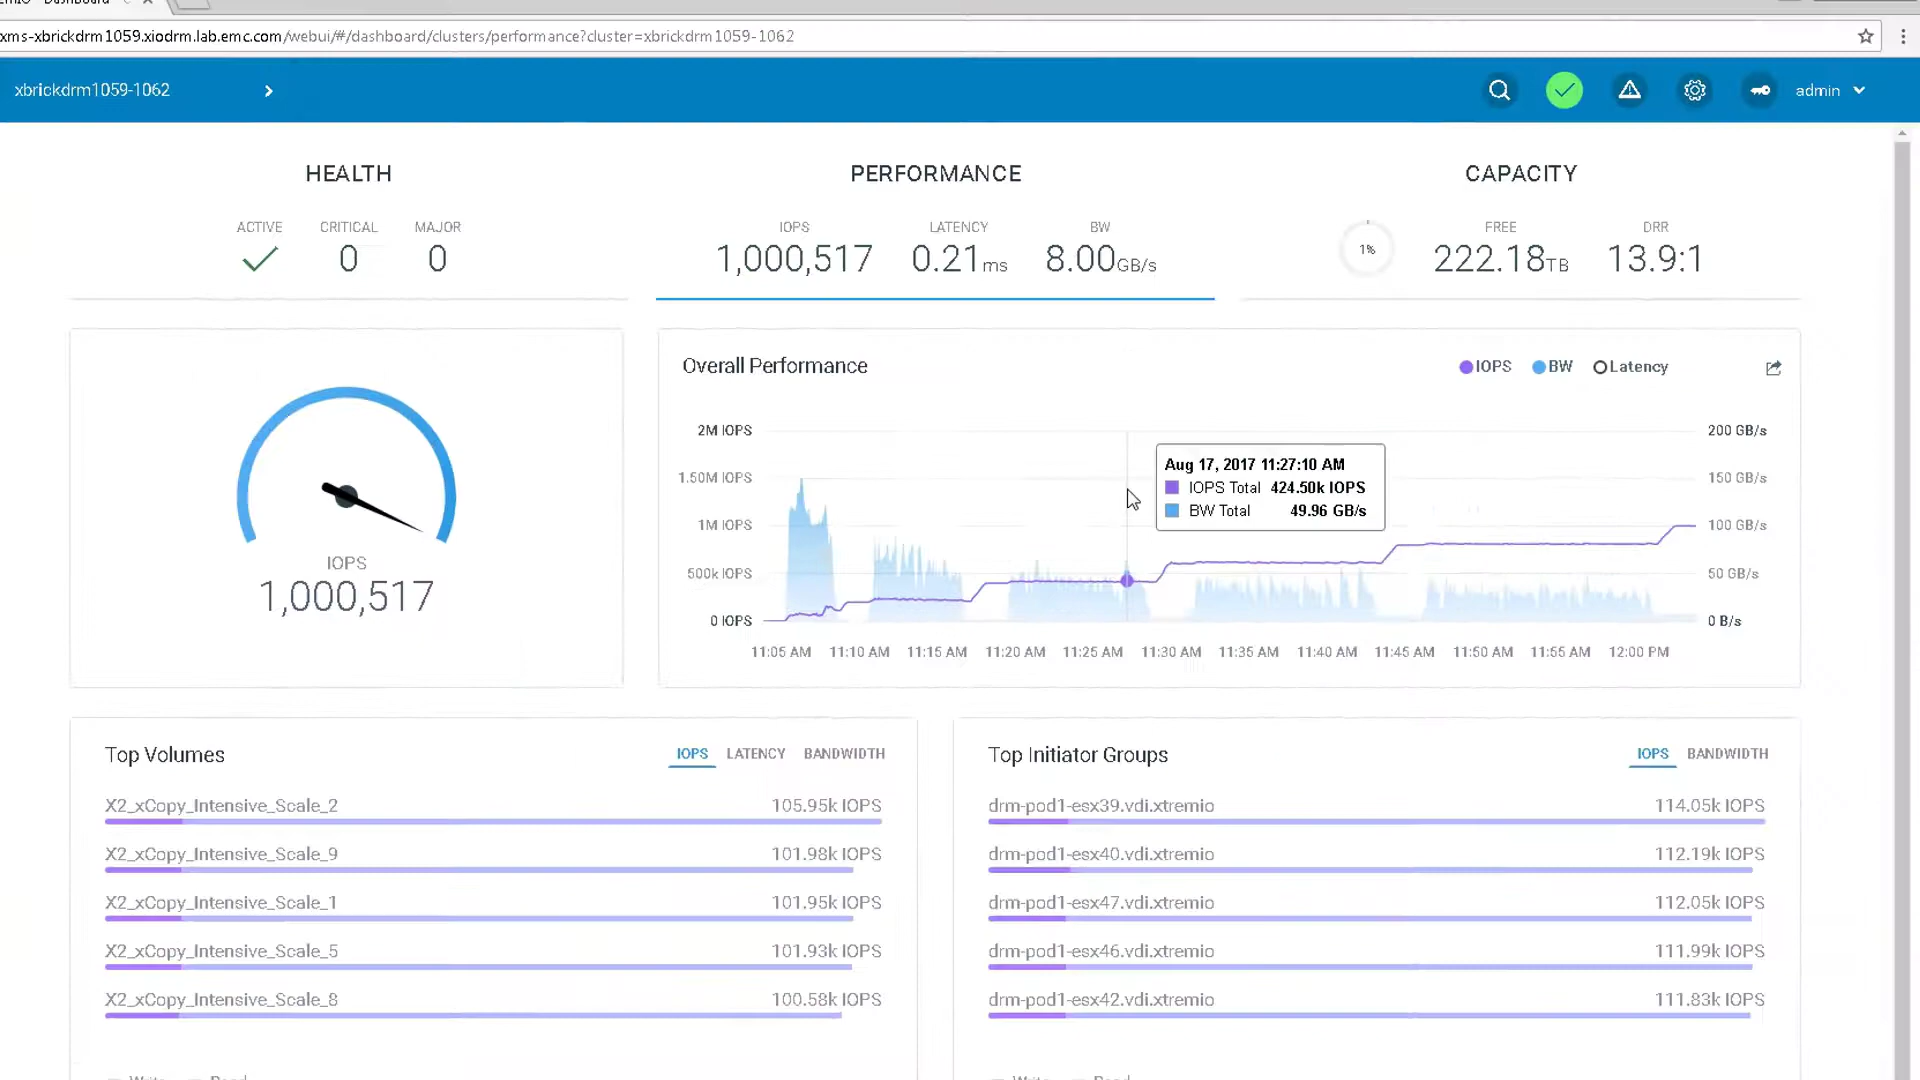 xms-xbrickdrm1059.xiodrm.lab.emc.com/webui/#/dashboard/clusters/performance?cluster=xbrickdrm1059-1062
xbrickdrm1059-1062
admin
HEALTH
ACTIVE CRITICAL MAJOR
0 0
PERFORMANCE
IOPS LATENCY BW
1,000,517 0.21ms 8.00GB/s
CAPACITY
FREE DRR
1% 222.18TB 13.9:1
IOPS
1,000,517
Overall Performance
IOPS BW Latency
2M IOPS 200 GB/s
1.50M IOPS 150 GB/s
1M IOPS 100 GB/s
500k IOPS 50 GB/s
0 IOPS 0 B/s
Aug 17, 2017 11:27:10 AM
IOPS Total 424.50k IOPS
BW Total 49.96 GB/s
11:05 AM 11:10 AM 11:15 AM 11:20 AM 11:25 AM 11:30 AM 11:35 AM 11:40 AM 11:45 AM 11:50 AM 11:55 AM 12:00 PM
Top Volumes
IOPS LATENCY BANDWIDTH
X2_xCopy_Intensive_Scale_2 105.95k IOPS
X2_xCopy_Intensive_Scale_9 101.98k IOPS
X2_xCopy_Intensive_Scale_1 101.95k IOPS
X2_xCopy_Intensive_Scale_5 101.93k IOPS
X2_xCopy_Intensive_Scale_8 100.58k IOPS
Top Initiator Groups
IOPS BANDWIDTH
drm-pod1-esx39.vdi.xtremio 114.05k IOPS
drm-pod1-esx40.vdi.xtremio 112.19k IOPS
drm-pod1-esx47.vdi.xtremio 112.05k IOPS
drm-pod1-esx46.vdi.xtremio 111.99k IOPS
drm-pod1-esx42.vdi.xtremio 111.83k IOPS